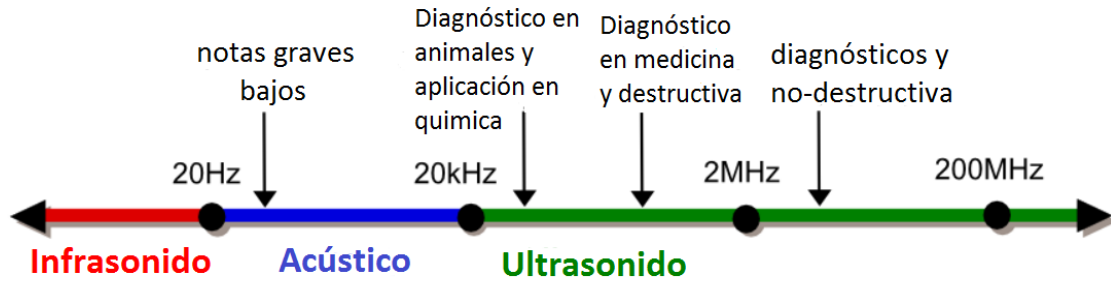 notas graves
bajos
Diagnóstico en
animales y
aplicación en
quimica
Diagnóstico
en medicina
y destructiva
diagnósticos y
no-destructiva
20Hz
20kHz
2MHz
200MHz
Infrasonido
Acústico
Ultrasonido